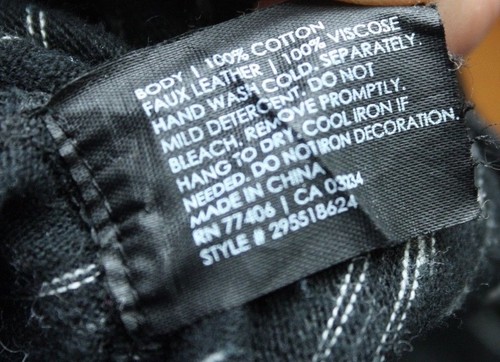 BODY | 100% COTTON
FAUX LEATHER | 100% VISCOSE
HAND WASH COLD. SEPARATELY.
MILD DETERGENT. DO NOT
BLEACH. REMOVE PROMPTLY.
HANG TO DRY. COOL IRON IF
NEEDED. DO NOT IRON DECORATION.
MADE IN CHINA
RN 77406 | CA 03034
STYLE # 295518624